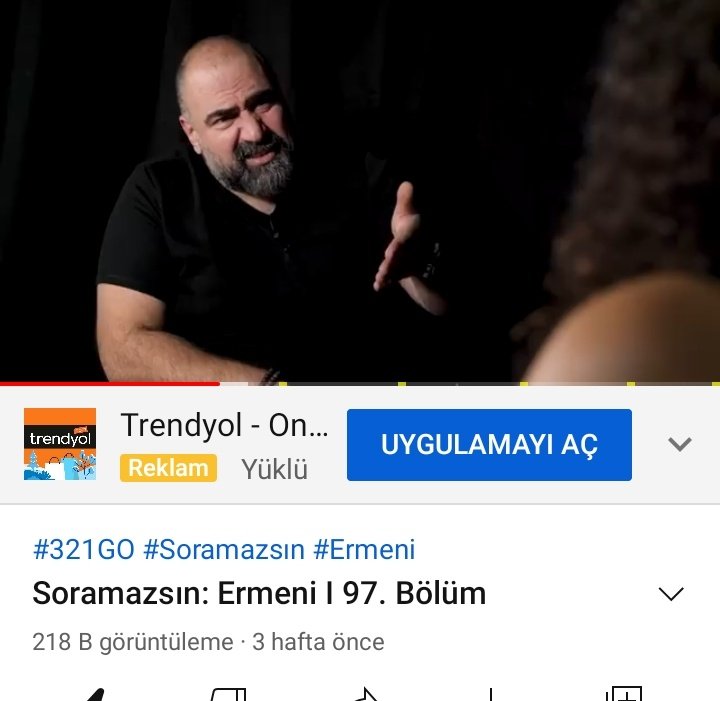 trendyol
Trendyol - On...
UYGULAMAYI AÇ
Reklam Yüklü
#321GO #Soramazsın #Ermeni
Soramazsın: Ermeni I 97. Bölüm
218 B görüntüleme · 3 hafta önce